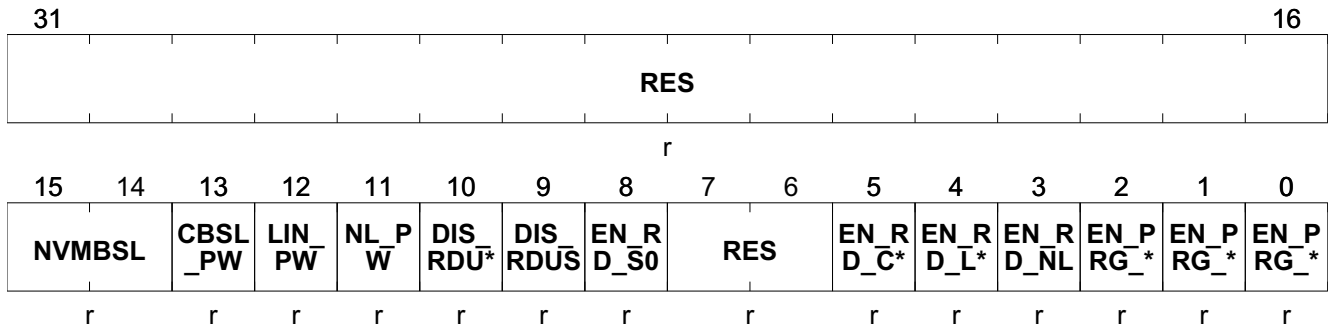 31 16
RES
r
15 14 13 12 11 10 9 8 7 6 5 4 3 2 1 0
NVMBSL CBSL LIN_ NL_P DIS_ DIS_ EN_R RES EN_R EN_R EN_R EN_P EN_P EN_P
_PW PW W RDU* RDUS D_S0 D_C* D_L* D_NL RG_* RG_* RG_*
r r r r r r r r r r r r r r